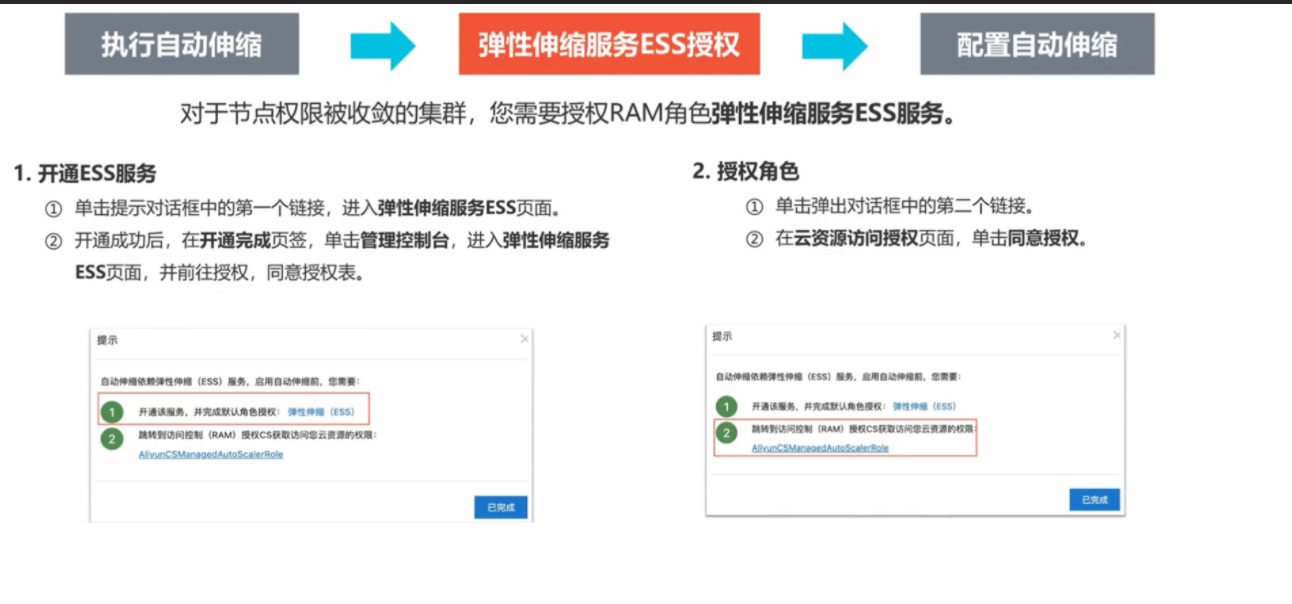 执行自动伸缩
弹性伸缩服务ESS授权
配置自动伸缩
对于节点权限被收敛的集群，您需要授权RAM角色弹性伸缩服务ESS服务。
1. 开通ESS服务
① 单击提示对话框中的第一个链接，进入弹性伸缩服务ESS页面。
② 开通成功后，在开通完成页签，单击管理控制台，进入弹性伸缩服务
ESS页面，并前往授权，同意授权表。
提示
自动伸缩依赖弹性伸缩（ESS）服务，启用自动伸缩前，您需要：
1 开通该服务，并完成默认角色授权： 弹性伸缩（ESS）
2 跳转到访问控制（RAM）授权CS获取访问您云资源的权限：
AliyunCSManagedAutoScalerRole
已完成
2. 授权角色
① 单击弹出对话框中的第二个链接。
② 在云资源访问授权页面，单击同意授权。
提示
自动伸缩依赖弹性伸缩（ESS）服务，启用自动伸缩前，您需要：
1 开通该服务，并完成默认角色授权： 弹性伸缩（ESS）
2 跳转到访问控制（RAM）授权CS获取访问您云资源的权限：
AliyunCSManagedAutoScalerRole
已完成